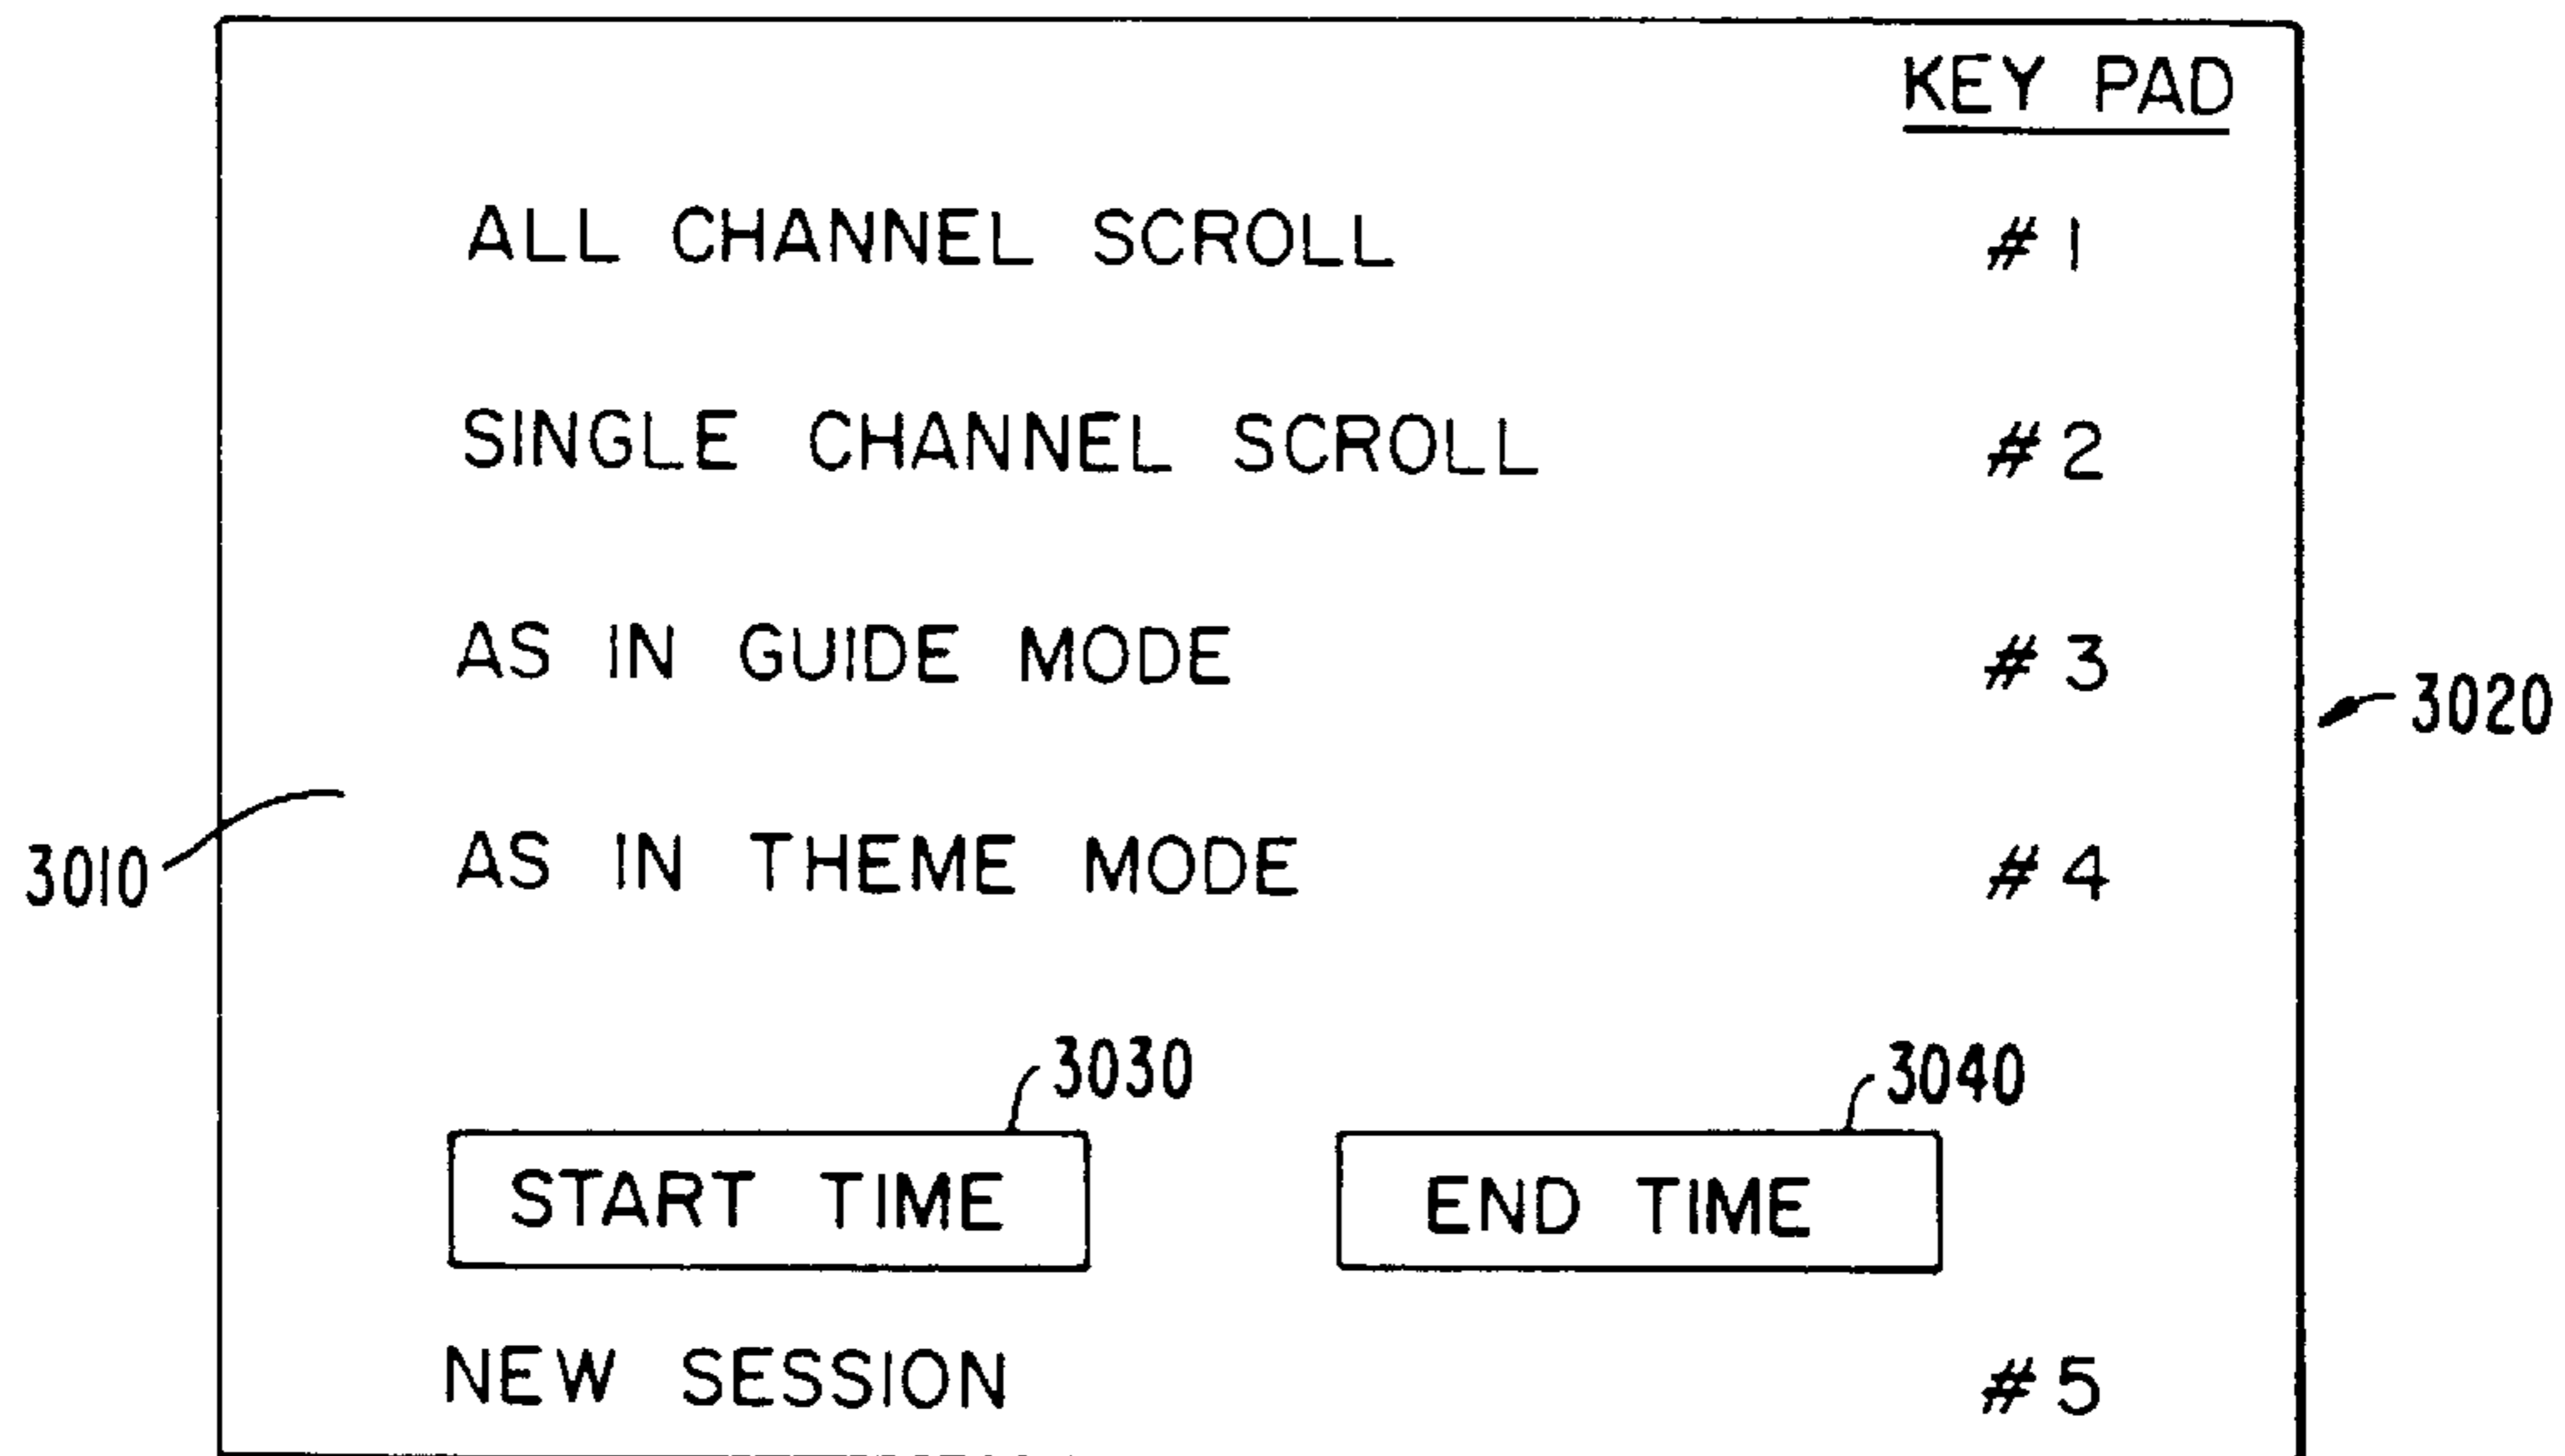 KEY PAD
ALL CHANNEL SCROLL #1
SINGLE CHANNEL SCROLL #2
AS IN GUIDE MODE #3
3020
AS IN THEME MODE #4
3010
3030 3040
START TIME END TIME
NEW SESSION #5